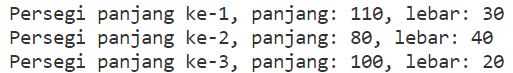 Persegi panjang ke-1, panjang: 110, lebar: 30
Persegi panjang ke-2, panjang: 80, lebar: 40
Persegi panjang ke-3, panjang: 100, lebar: 20